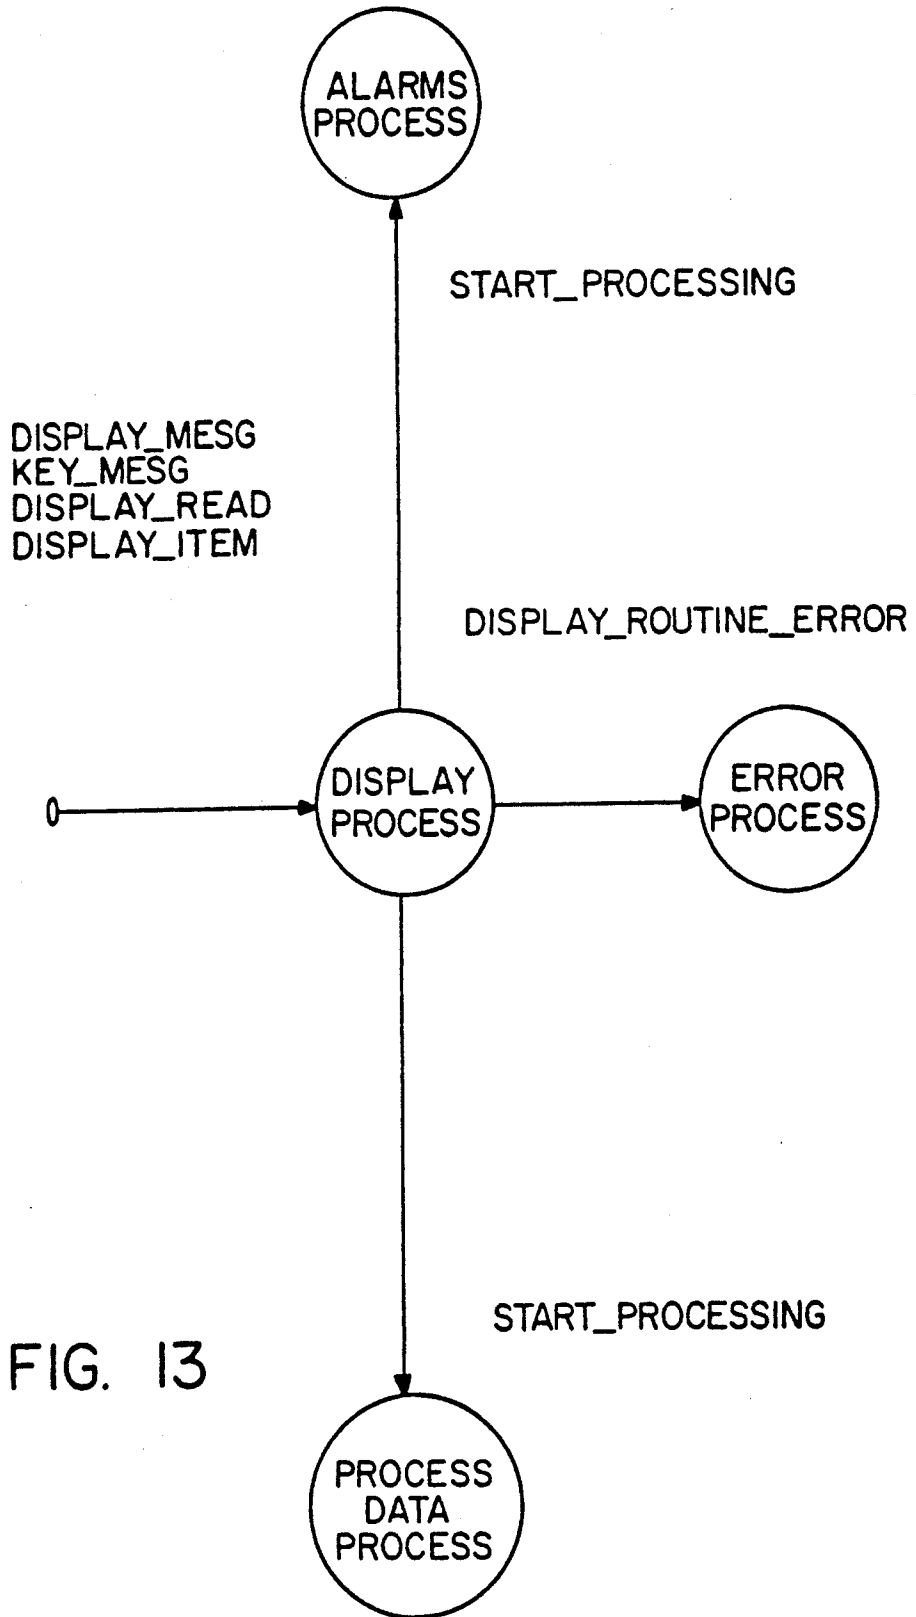 ALARMS
PROCESS
START_PROCESSING
DISPLAY_MESG
KEY_MESG
DISPLAY_READ
DISPLAY_ITEM
DISPLAY_ROUTINE_ERROR
DISPLAY
PROCESS
ERROR
PROCESS
START_PROCESSING
FIG. 13
PROCESS
DATA
PROCESS